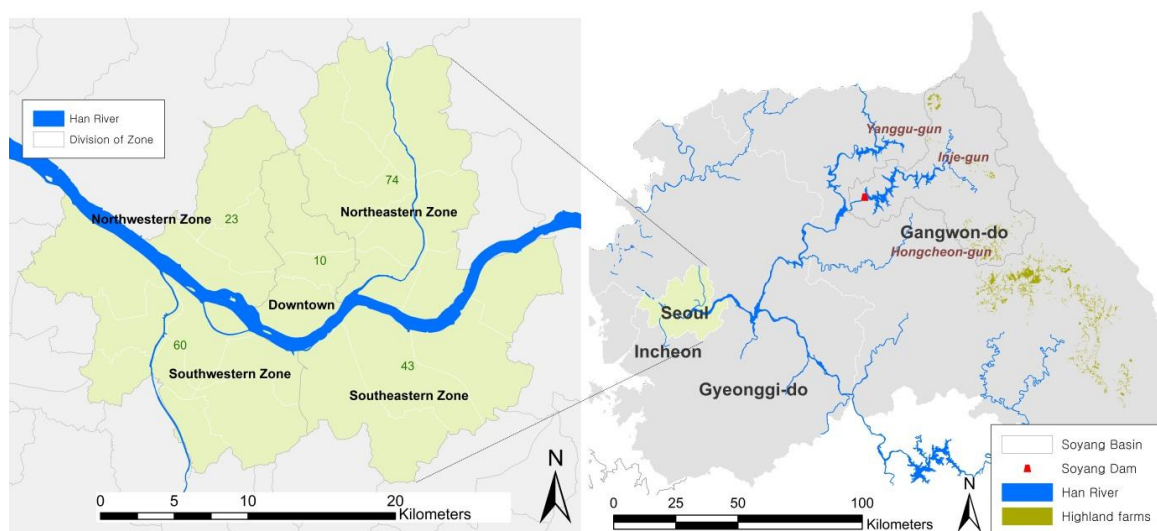 Han River
Division of Zone
Northwestern Zone
23
74
Northeastern Zone
10
Downtown
60
Southwestern Zone
43
Southeastern Zone
N
0 5 10 20
Kilometers
Yanggu-gun
Inje-gun
Gangwon-do
Hongcheon-gun
Seoul
Incheon
Gyeonggi-do
0 25 50 100
Kilometers
N
Soyang Basin
Soyang Dam
Han River
Highland farms